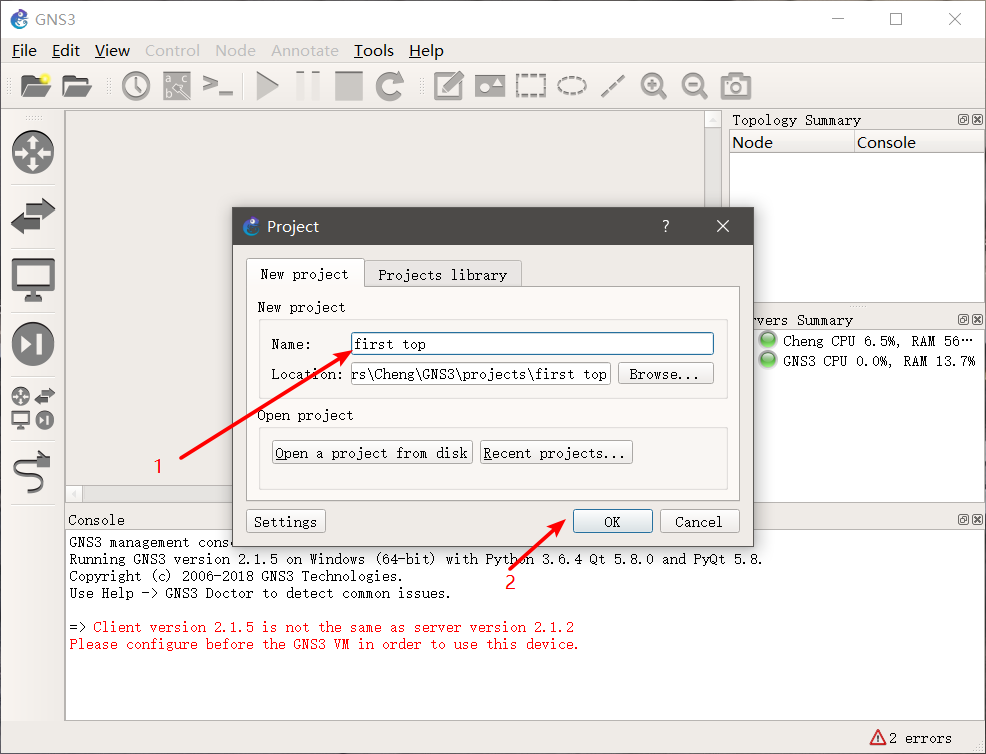 GNS3
File Edit View Control Node Annotate Tools Help
Topology Summary
Node Console
Project ?
New project Projects library
New project
Name: first top
Location: rs\Cheng\GNS3\projects\first top Browse...
1
Open project
Open a project from disk Recent projects...
Settings OK Cancel
2
vers Summary
Cheng CPU 6.5%, RAM 56…
GNS3 CPU 0.0%, RAM 13.7%
Console
GNS3 management cons
Running GNS3 version 2.1.5 on Windows (64-bit) with Python 3.6.4 Qt 5.8.0 and PyQt 5.8.
Copyright (c) 2006-2018 GNS3 Technologies.
Use Help -> GNS3 Doctor to detect common issues.
=> Client version 2.1.5 is not the same as server version 2.1.2
Please configure before the GNS3 VM in order to use this device.
2 errors